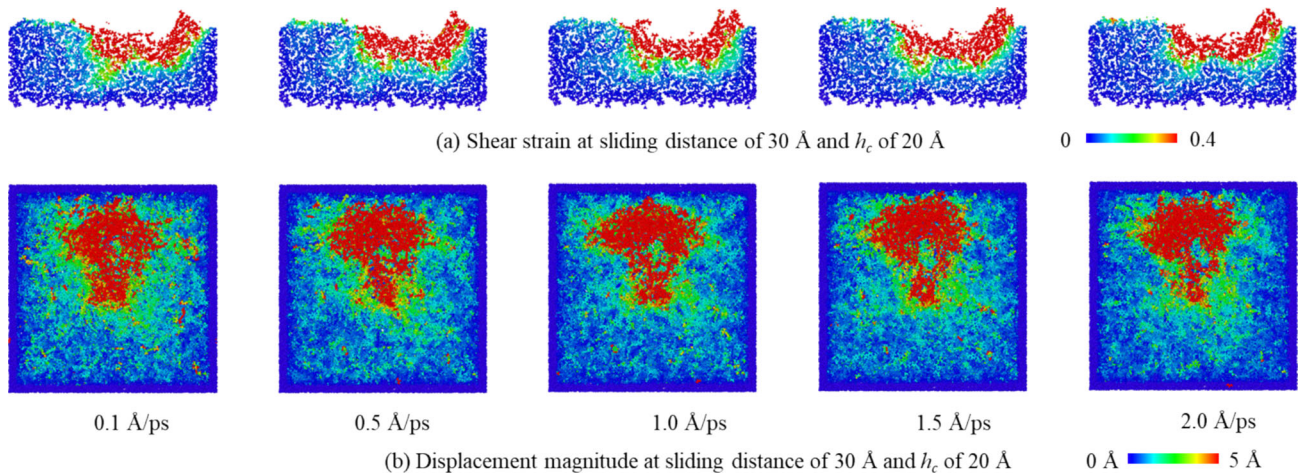 (a) Shear strain at sliding distance of 30 Å and hc of 20 Å 0 0.4
0.1 Å/ps 0.5 Å/ps 1.0 Å/ps 1.5 Å/ps 2.0 Å/ps
(b) Displacement magnitude at sliding distance of 30 Å and hc of 20 Å 0 Å 5 Å